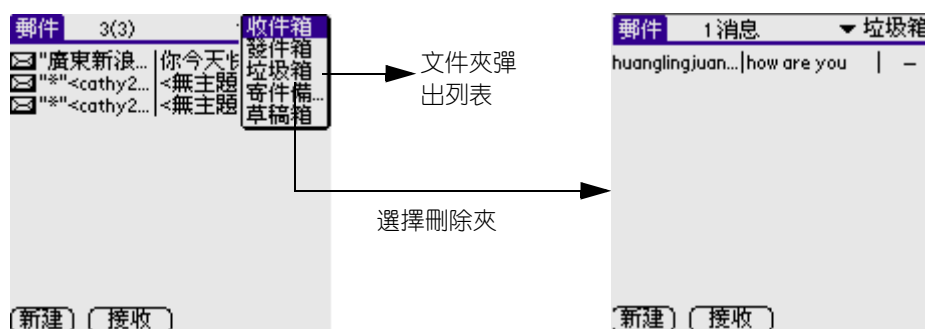 郵件 3(3)
收件箱
發件箱
垃圾箱
寄件備...
草稿箱
"廣東新浪...|你今天忄
"*"<cathy2...|<無主題
"*"<cathy2...|<無主題
新建 接收
文件夾彈
出列表
選擇刪除夾
郵件 1 消息 垃圾箱
huanglingjuan...|how are you | –
新建 接收